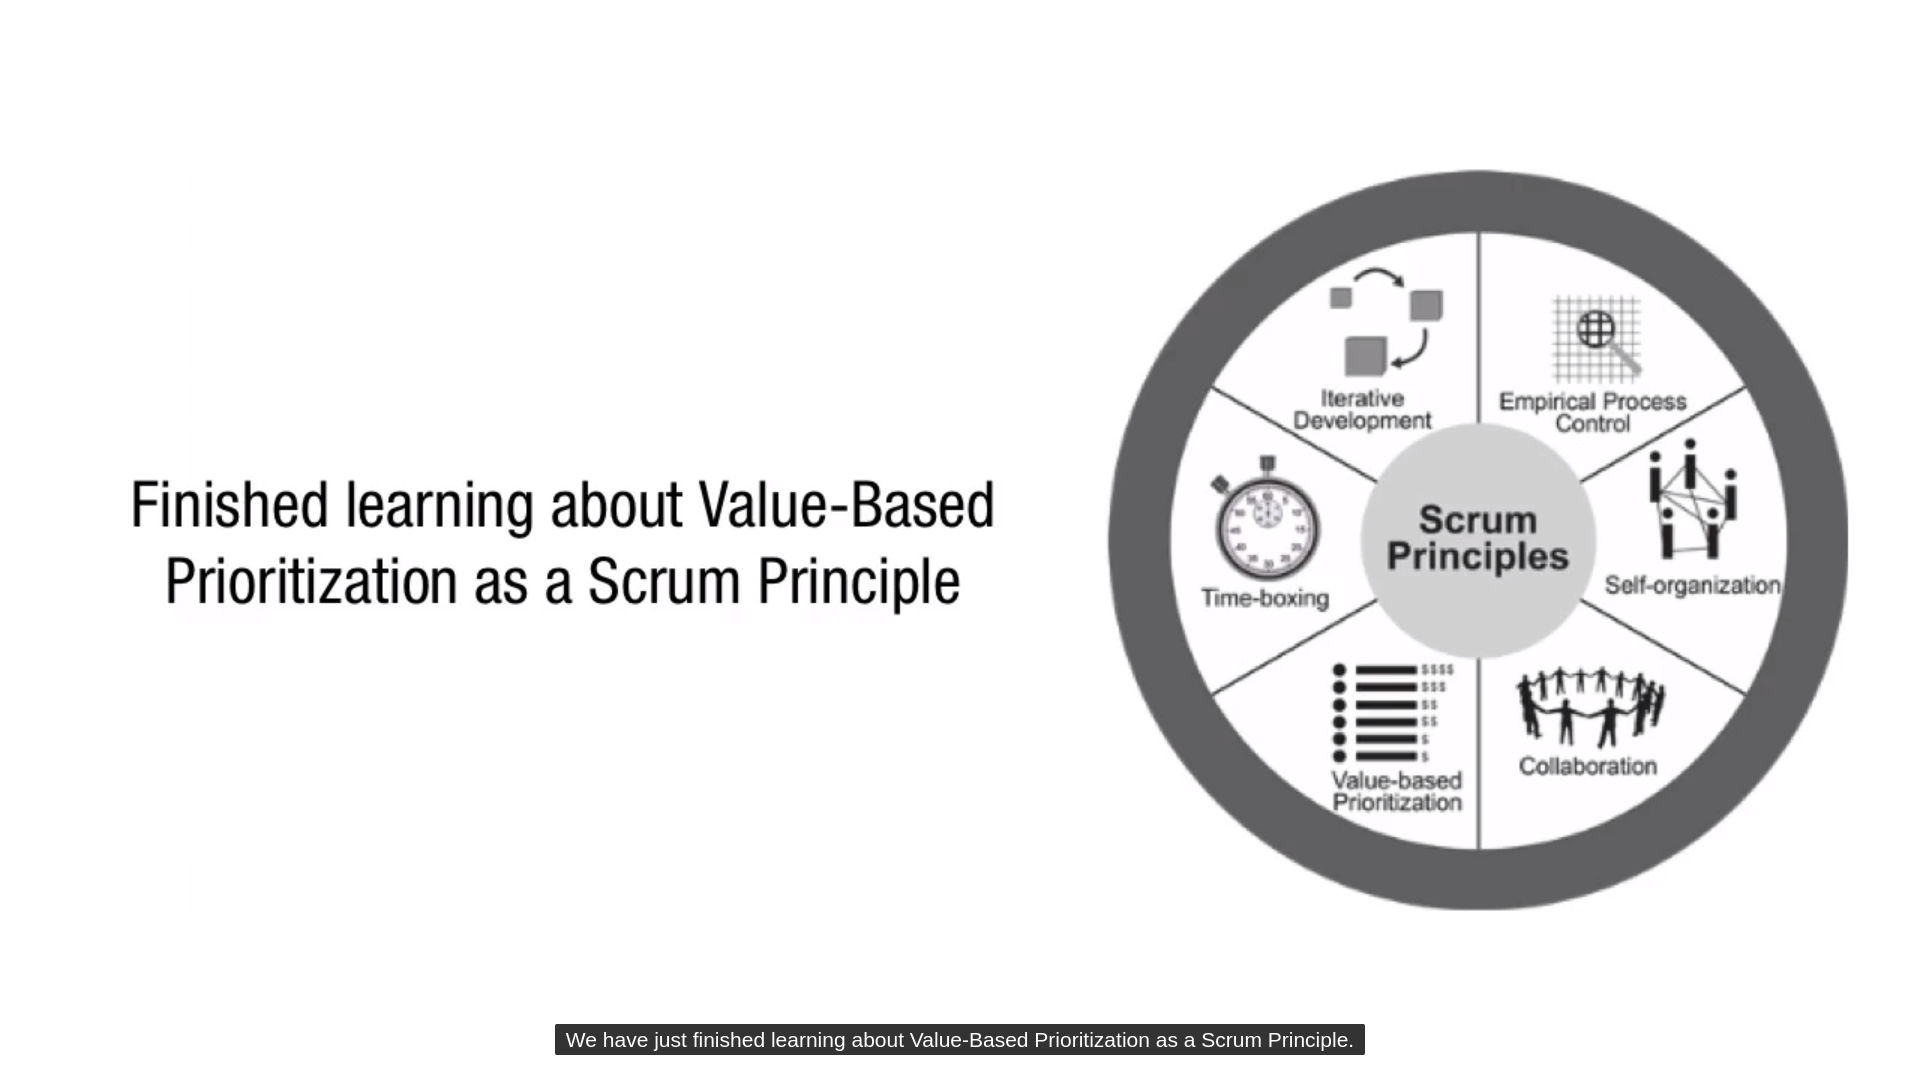 Finished learning about Value-Based
Prioritization as a Scrum Principle
Iterative
Development
Empirical Process
Control
Time-boxing
Scrum
Principles
Self-organization
$$$$
$$$
$$
$$
$
$
Value-based
Prioritization
Collaboration
We have just finished learning about Value-Based Prioritization as a Scrum Principle.